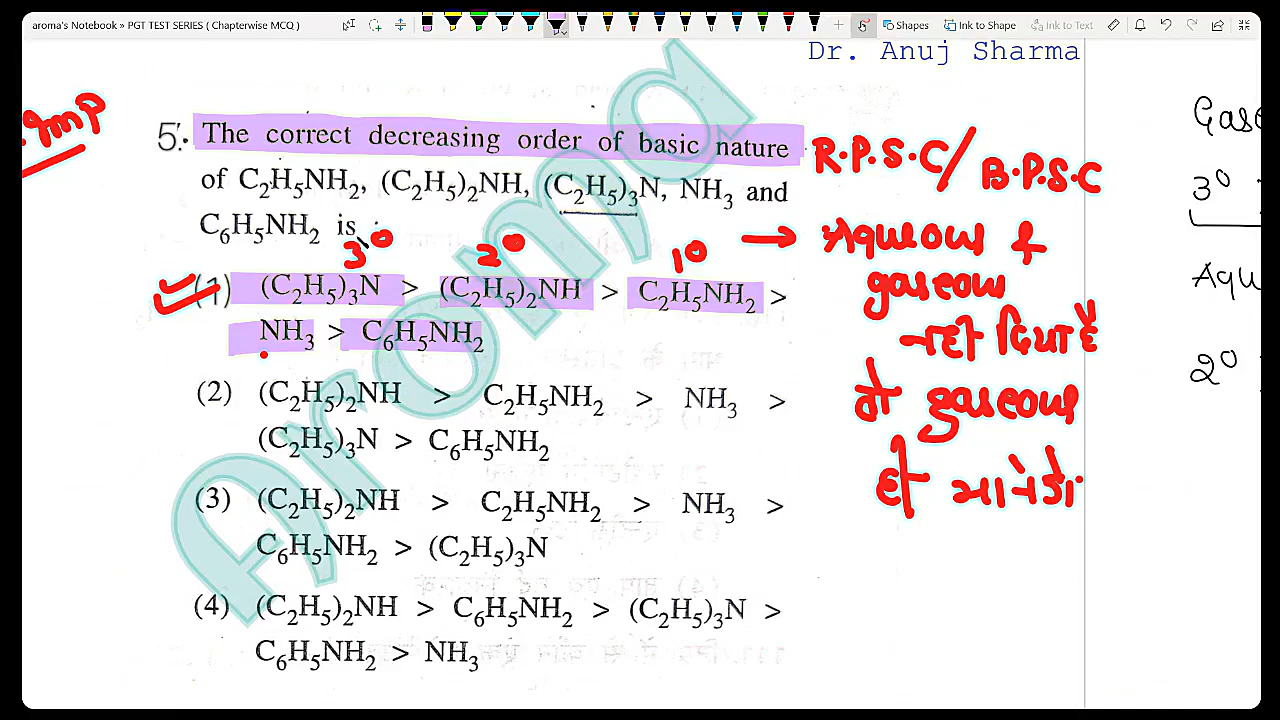 aroma's Notebook » PGT TEST SERIES ( Chapterwise MCQ )
Shapes
Ink to Shape
Ink to Text
Dr. Anuj Sharma
Imp
5. The correct decreasing order of basic nature
of C₂H₅NH₂, (C₂H₅)₂NH, (C₂H₅)₃N, NH₃ and
C₆H₅NH₂ is
3° 2° 1°
(1) (C₂H₅)₃N > (C₂H₅)₂NH > C₂H₅NH₂ >
NH₃ > C₆H₅NH₂
(2) (C₂H₅)₂NH > C₂H₅NH₂ > NH₃ >
(C₂H₅)₃N > C₆H₅NH₂
(3) (C₂H₅)₂NH > C₂H₅NH₂ > NH₃ >
C₆H₅NH₂ > (C₂H₅)₃N
(4) (C₂H₅)₂NH > C₆H₅NH₂ > (C₂H₅)₃N >
C₆H₅NH₂ > NH₃
R.P.S.C/
B.P.S.C
→ Aqueous &
gaseous
नही दिया है
तो gaseous
ही मानेंगे
Gase
3°
Aqu
2°
Aroma